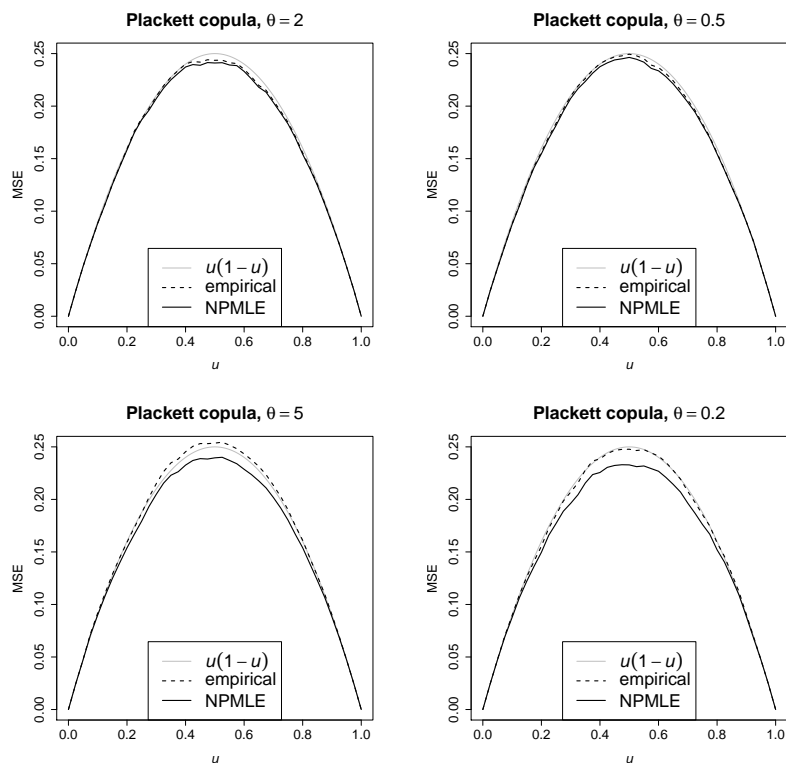 Plackett copula, θ = 2
MSE
0.00 0.05 0.10 0.15 0.20 0.25
u(1 − u)
empirical
NPMLE
0.0 0.2 0.4 0.6 0.8 1.0
u
Plackett copula, θ = 0.5
MSE
0.00 0.05 0.10 0.15 0.20 0.25
u(1 − u)
empirical
NPMLE
0.0 0.2 0.4 0.6 0.8 1.0
u
Plackett copula, θ = 5
MSE
0.00 0.05 0.10 0.15 0.20 0.25
u(1 − u)
empirical
NPMLE
0.0 0.2 0.4 0.6 0.8 1.0
u
Plackett copula, θ = 0.2
MSE
0.00 0.05 0.10 0.15 0.20 0.25
u(1 − u)
empirical
NPMLE
0.0 0.2 0.4 0.6 0.8 1.0
u